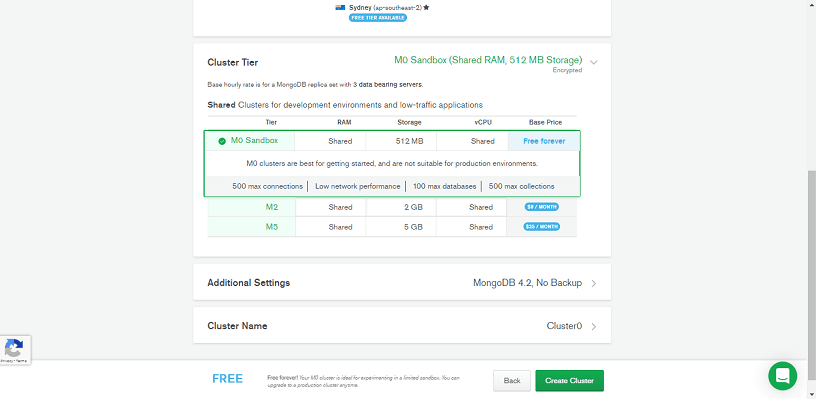 Sydney (ap-southeast-2) ★
FREE TIER AVAILABLE
Cluster Tier
M0 Sandbox (Shared RAM, 512 MB Storage)
Encrypted
Base hourly rate is for a MongoDB replica set with 3 data bearing servers.
Shared Clusters for development environments and low-traffic applications
Tier RAM Storage vCPU Base Price
M0 Sandbox Shared 512 MB Shared Free forever
M0 clusters are best for getting started, and are not suitable for production environments.
500 max connections | Low network performance | 100 max databases | 500 max collections
M2 Shared 2 GB Shared $9 / MONTH
M5 Shared 5 GB Shared $25 / MONTH
Additional Settings MongoDB 4.2, No Backup
Cluster Name Cluster0
Privacy - Terms
FREE
Free forever! Your M0 cluster is ideal for experimenting in a limited sandbox. You can
upgrade to a production cluster anytime.
Back
Create Cluster